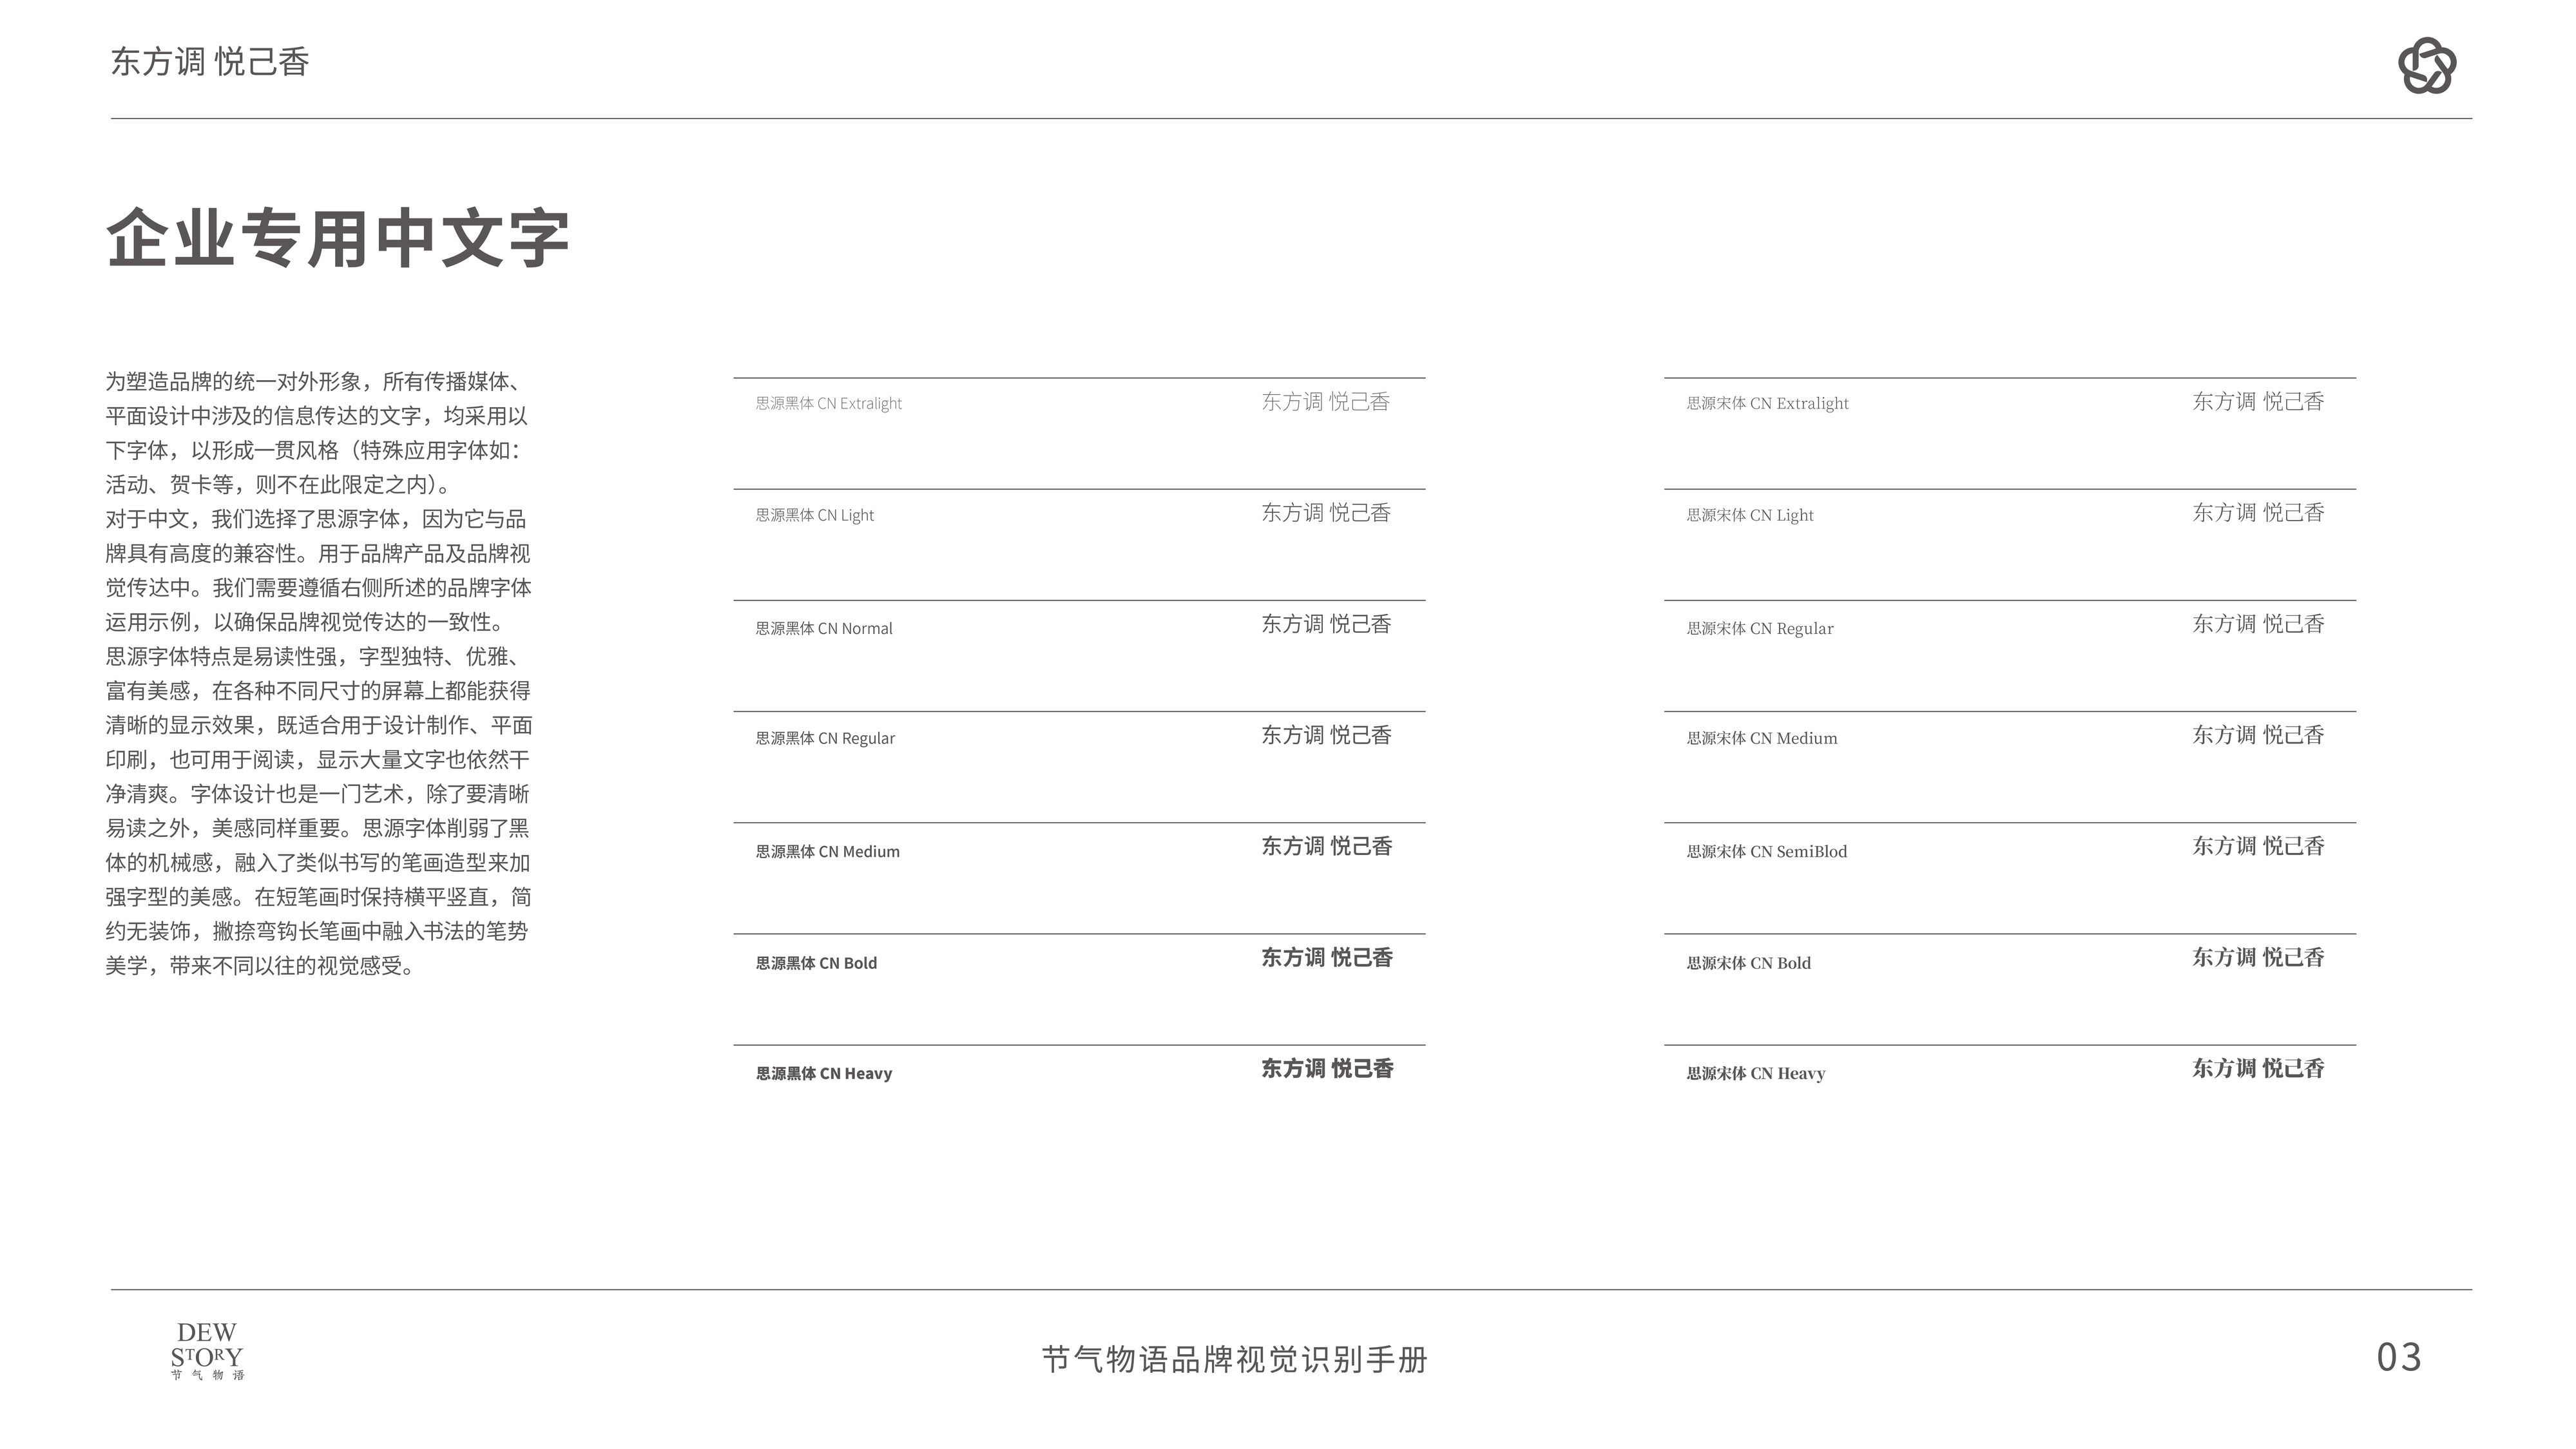 东方调 悦己香
企业专用中文字
为塑造品牌的统一对外形象，所有传播媒体、
平面设计中涉及的信息传达的文字，均采用以
下字体，以形成一贯风格（特殊应用字体如：
活动、贺卡等，则不在此限定之内）。
对于中文，我们选择了思源字体，因为它与品
牌具有高度的兼容性。用于品牌产品及品牌视
觉传达中。我们需要遵循右侧所述的品牌字体
运用示例，以确保品牌视觉传达的一致性。
思源字体特点是易读性强，字型独特、优雅、
富有美感，在各种不同尺寸的屏幕上都能获得
清晰的显示效果，既适合用于设计制作、平面
印刷，也可用于阅读，显示大量文字也依然干
净清爽。字体设计也是一门艺术，除了要清晰
易读之外，美感同样重要。思源字体削弱了黑
体的机械感，融入了类似书写的笔画造型来加
强字型的美感。在短笔画时保持横平竖直，简
约无装饰，撇捺弯钩长笔画中融入书法的笔势
美学，带来不同以往的视觉感受。
思源黑体 CN Extralight 东方调 悦己香
思源黑体 CN Light 东方调 悦己香
思源黑体 CN Normal 东方调 悦己香
思源黑体 CN Regular 东方调 悦己香
思源黑体 CN Medium 东方调 悦己香
思源黑体 CN Bold 东方调 悦己香
思源黑体 CN Heavy 东方调 悦己香
思源宋体 CN Extralight 东方调 悦己香
思源宋体 CN Light 东方调 悦己香
思源宋体 CN Regular 东方调 悦己香
思源宋体 CN Medium 东方调 悦己香
思源宋体 CN SemiBlod 东方调 悦己香
思源宋体 CN Bold 东方调 悦己香
思源宋体 CN Heavy 东方调 悦己香
DEW
STORY
节气物语
节气物语品牌视觉识别手册
03